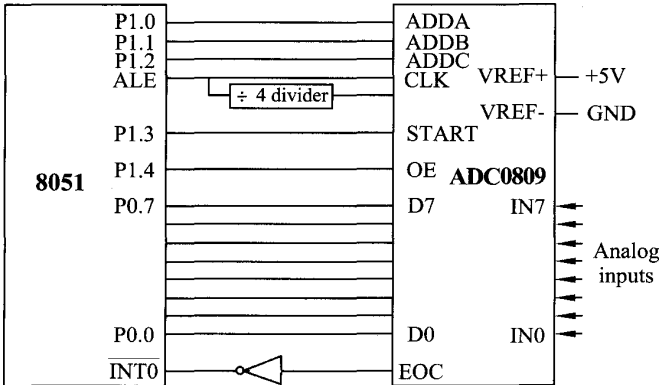 P1.0 ADDA
P1.1 ADDB
P1.2 ADDC
ALE CLK VREF+ +5V
÷ 4 divider
VREF- GND
P1.3 START
P1.4 OE
8051 ADC0809
P0.7 D7 IN7
Analog
inputs
P0.0 D0 IN0
INT0 EOC